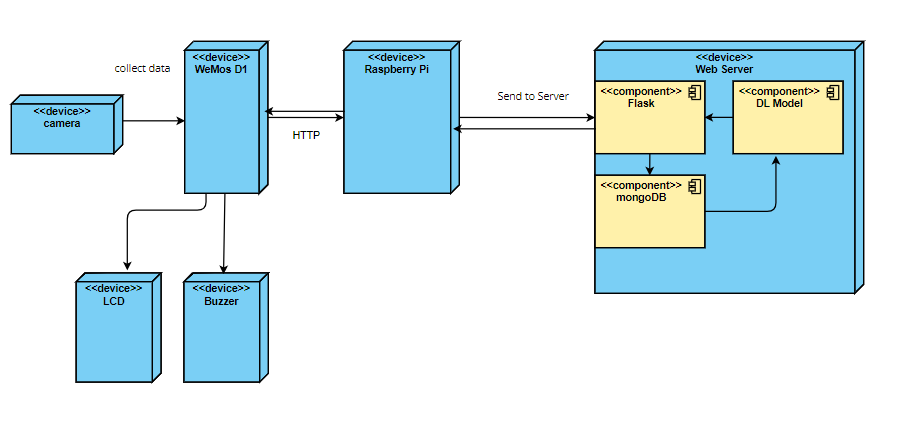 <<device>>
WeMos D1
<<device>>
Raspberry Pi
<<device>>
Web Server
collect data
<<device>>
camera
HTTP
Send to Server
<<component>>
Flask
<<component>>
DL Model
<<component>>
mongoDB
<<device>>
LCD
<<device>>
Buzzer